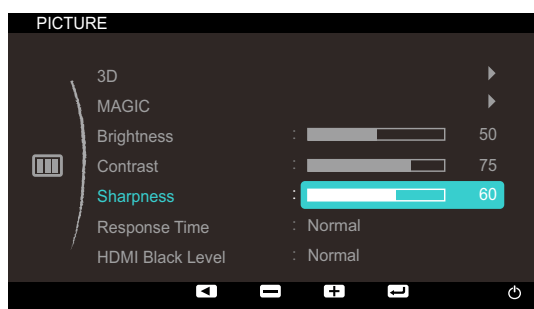 PICTURE
3D
MAGIC
Brightness : 50
Contrast : 75
Sharpness : 60
Response Time : Normal
HDMI Black Level : Normal